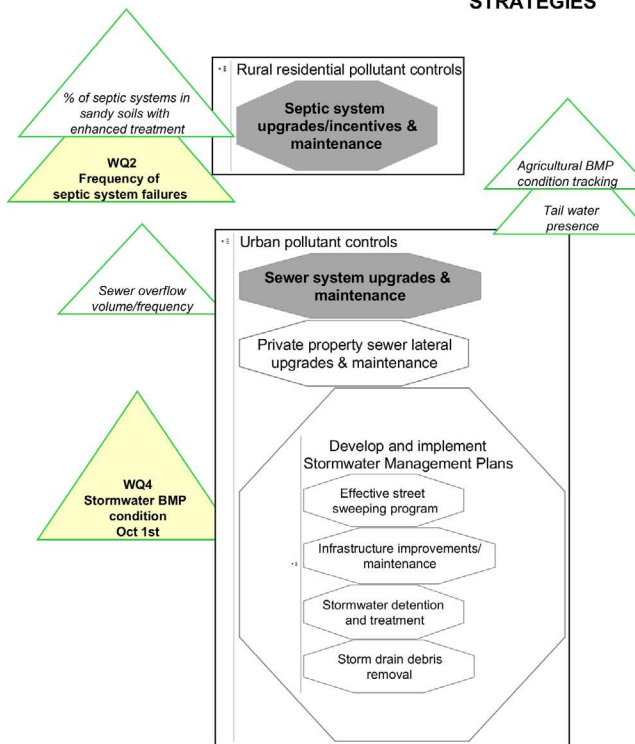 STRATEGIES
Rural residential pollutant controls
Septic system
upgrades/incentives &
maintenance
% of septic systems in
sandy soils with
enhanced treatment
WQ2
Frequency of
septic system failures
Agricultural BMP
condition tracking
Tail water
presence
Urban pollutant controls
Sewer system upgrades &
maintenance
Sewer overflow
volume/frequency
Private property sewer lateral
upgrades & maintenance
Develop and implement
Stormwater Management Plans
WQ4
Stormwater BMP
condition
Oct 1st
Effective street
sweeping program
Infrastructure improvements/
maintenance
Stormwater detention
and treatment
Storm drain debris
removal